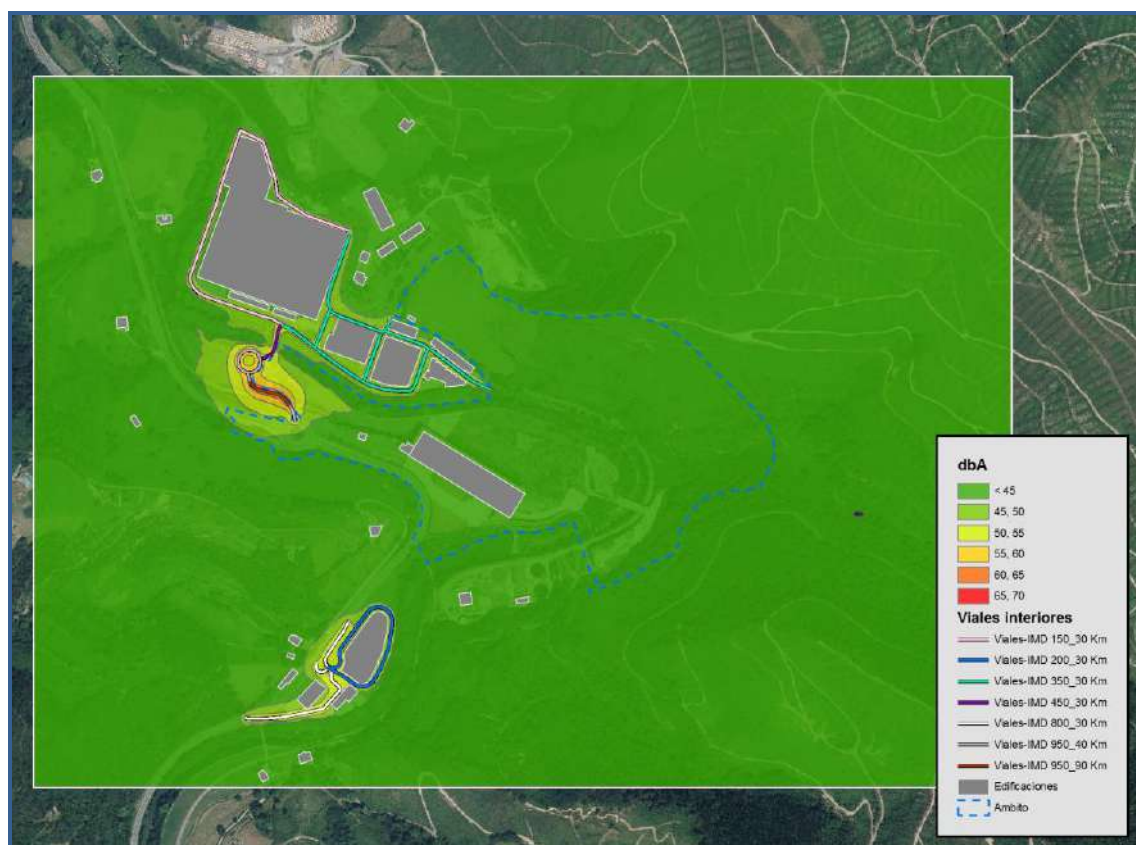 dbA
< 45
45, 50
50, 55
55, 60
60, 65
65, 70
Viales interiores
Viales-IMD 150_30 Km
Viales-IMD 200_30 Km
Viales-IMD 350_30 Km
Viales-IMD 450_30 Km
Viales-IMD 800_30 Km
Viales-IMD 950_40 Km
Viales-IMD 950_90 Km
Edificaciones
Ambito